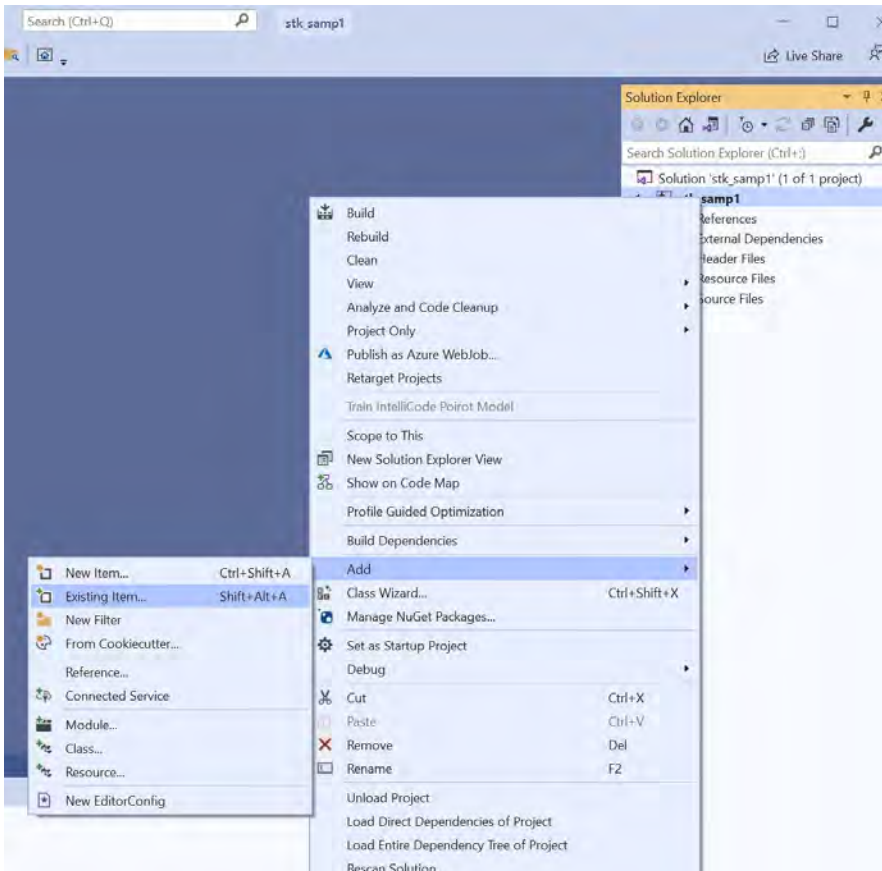 Search (Ctrl+Q)
stk_samp1
Live Share
Solution Explorer
Search Solution Explorer (Ctrl+;)
Solution 'stk_samp1' (1 of 1 project)
samp1
References
External Dependencies
Header Files
Resource Files
Source Files
Build
Rebuild
Clean
View
Analyze and Code Cleanup
Project Only
Publish as Azure WebJob...
Retarget Projects
Train IntelliCode Poirot Model
Scope to This
New Solution Explorer View
Show on Code Map
Profile Guided Optimization
Build Dependencies
Add
Class Wizard... Ctrl+Shift+X
Manage NuGet Packages...
Set as Startup Project
Debug
Cut Ctrl+X
Paste Ctrl+V
Remove Del
Rename F2
Unload Project
Load Direct Dependencies of Project
Load Entire Dependency Tree of Project
Rescan Solution
New Item... Ctrl+Shift+A
Existing Item... Shift+Alt+A
New Filter
From Cookiecutter...
Reference...
Connected Service
Module...
Class...
Resource...
New EditorConfig